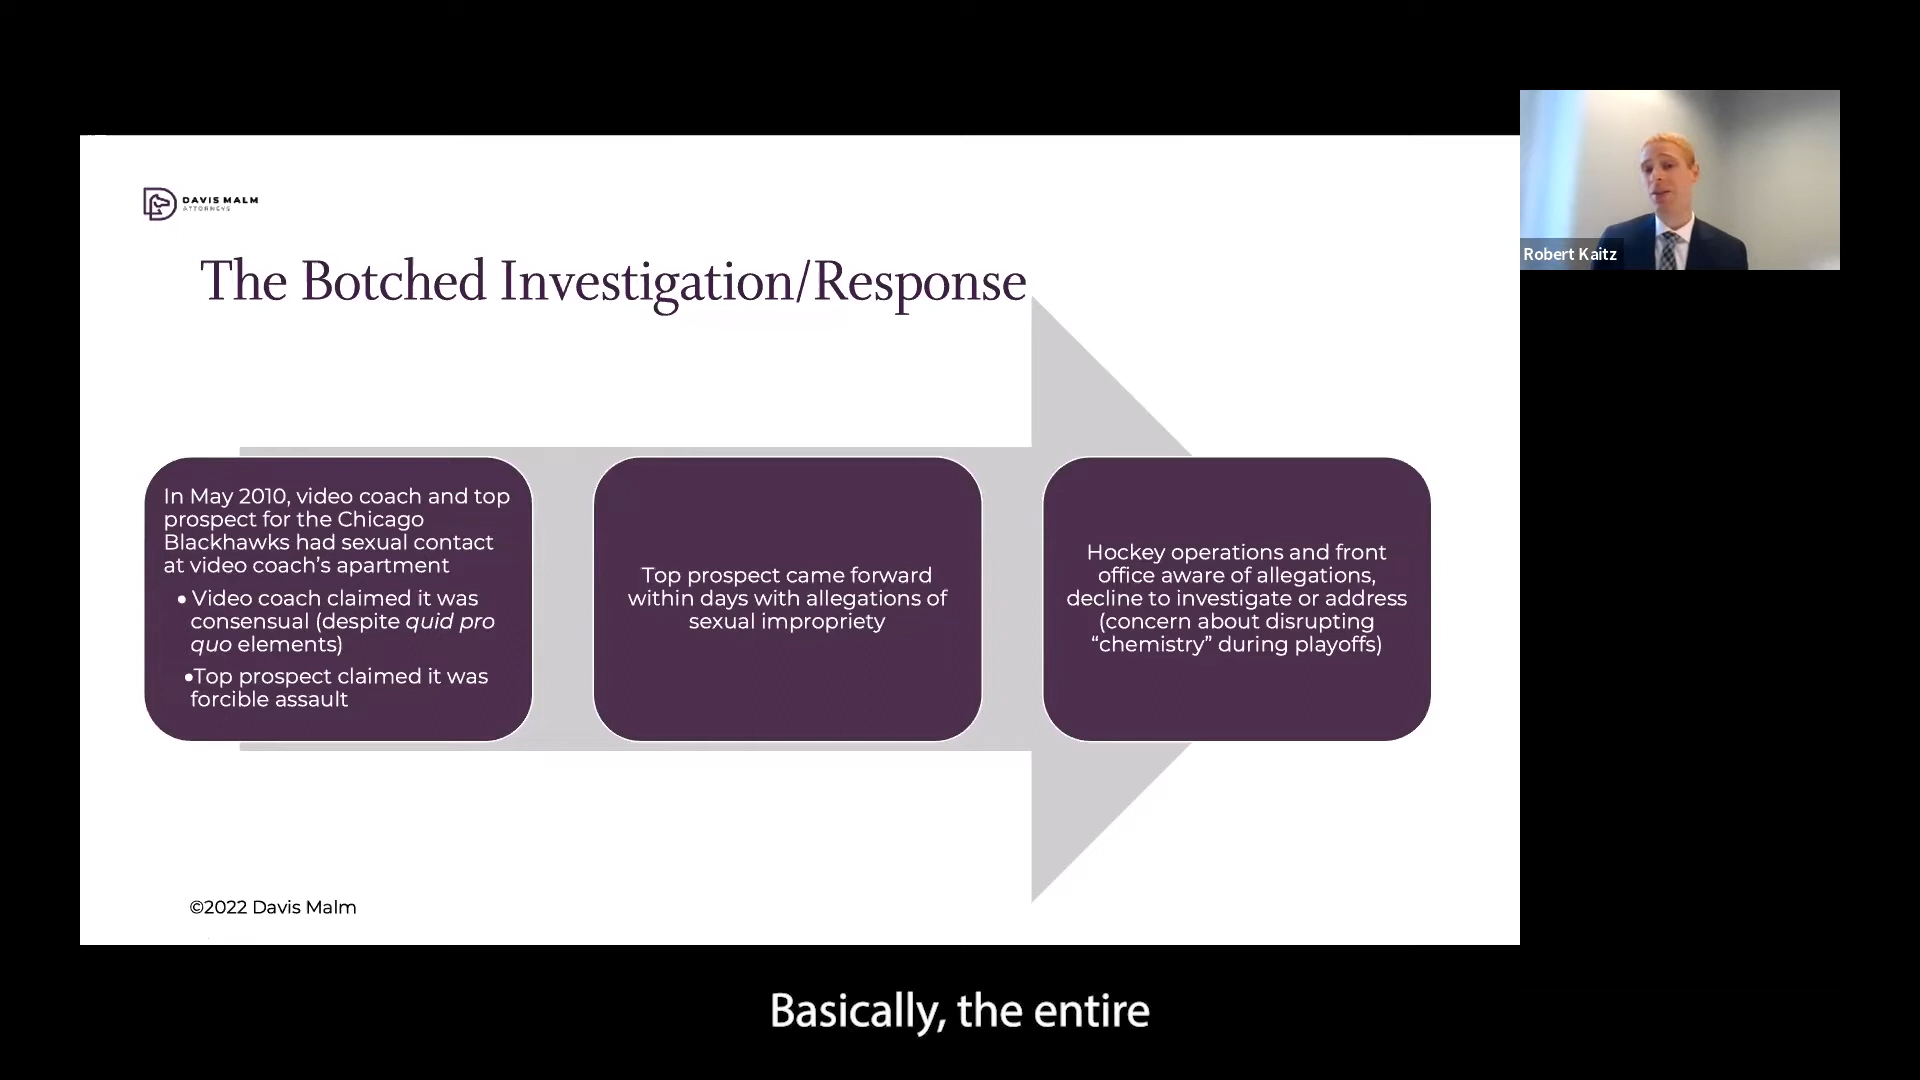 DAVIS MALM
ATTORNEYS
The Botched Investigation/Response
In May 2010, video coach and top
prospect for the Chicago
Blackhawks had sexual contact
at video coach’s apartment
• Video coach claimed it was
consensual (despite quid pro
quo elements)
•Top prospect claimed it was
forcible assault
Top prospect came forward
within days with allegations of
sexual impropriety
Hockey operations and front
office aware of allegations,
decline to investigate or address
(concern about disrupting
“chemistry” during playoffs)
©2022 Davis Malm
Robert Kaitz
Basically, the entire